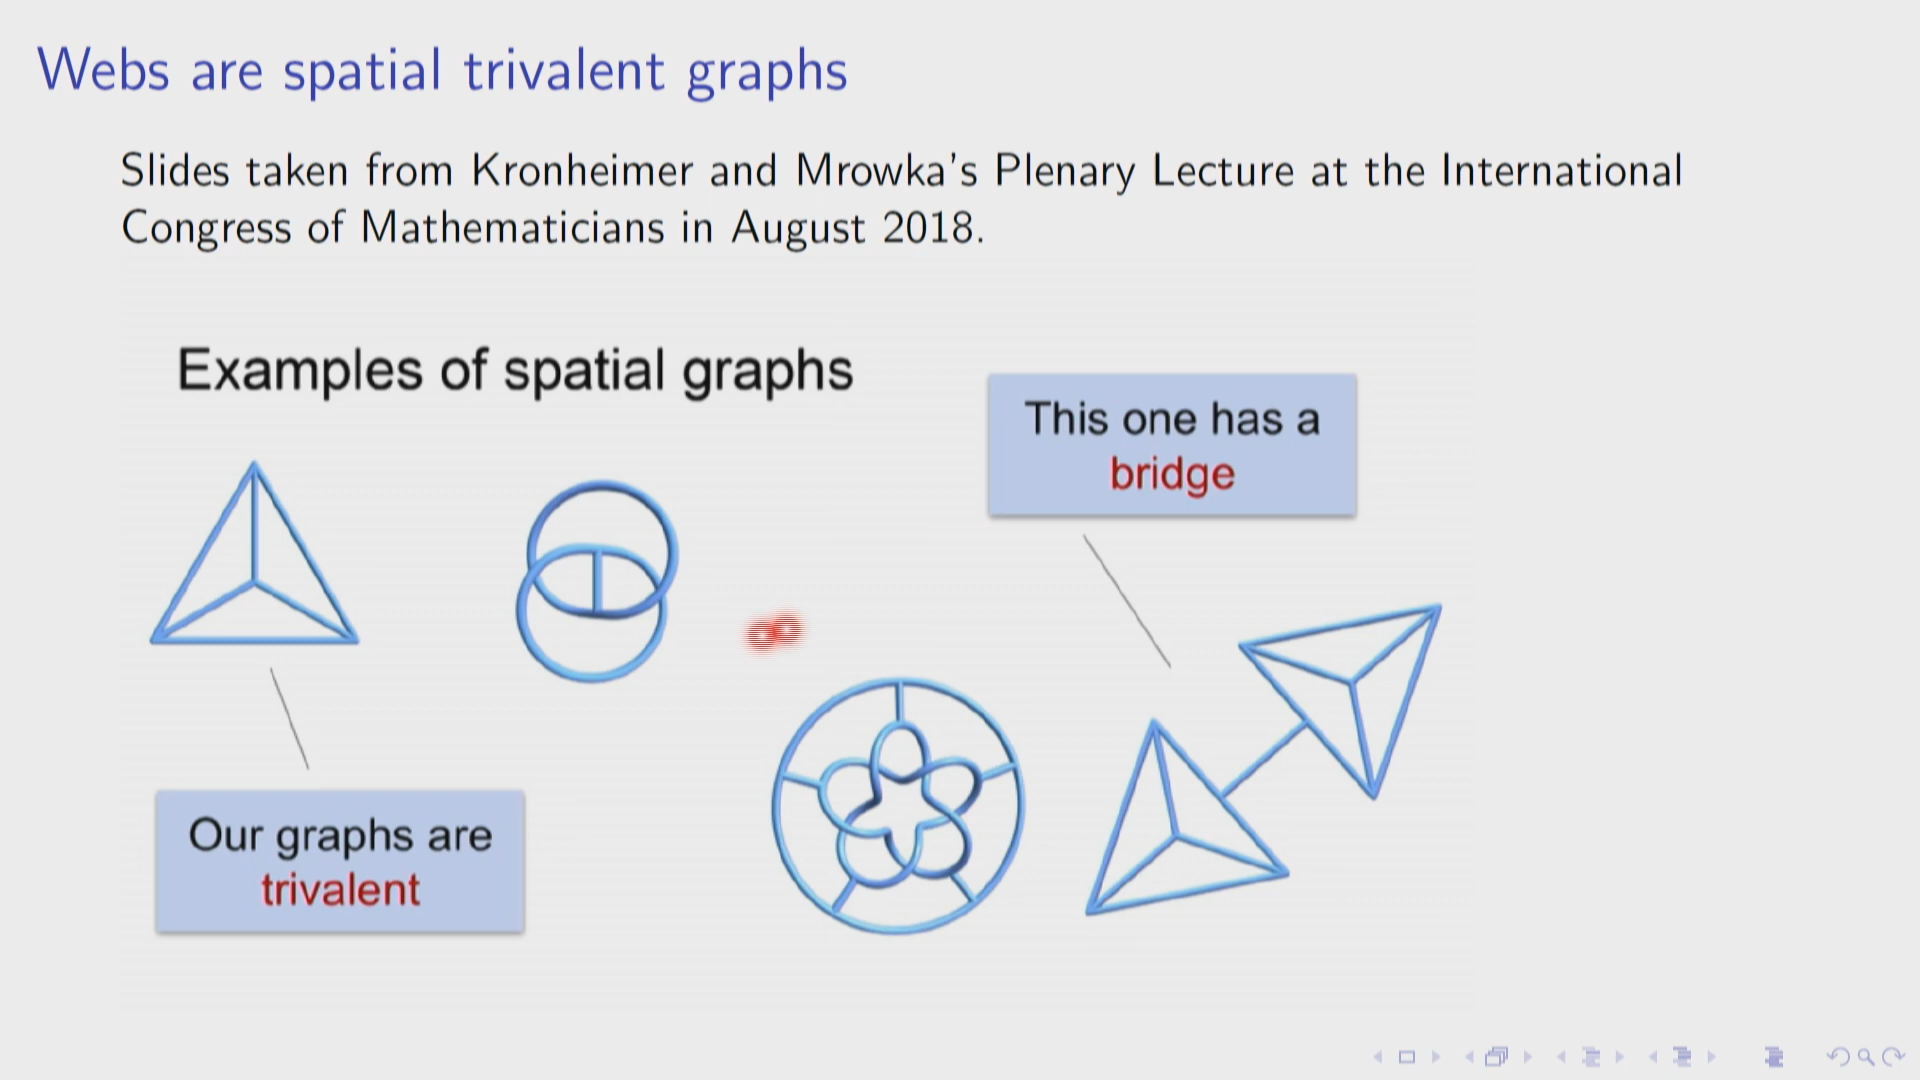 Webs are spatial trivalent graphs
Slides taken from Kronheimer and Mrowka's Plenary Lecture at the International
Congress of Mathematicians in August 2018.
Examples of spatial graphs
This one has a
bridge
Our graphs are
trivalent